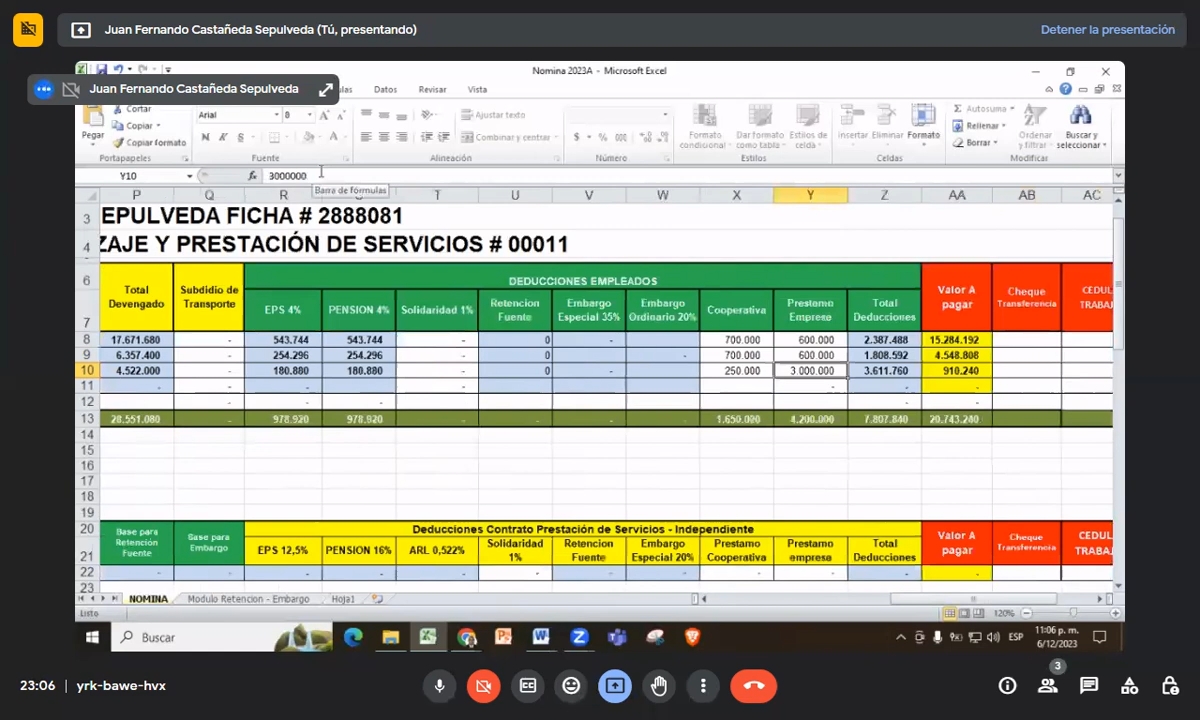 Juan Fernando Castañeda Sepulveda (Tú, presentando)
Detener la presentación
Nomina 2023A - Microsoft Excel
Juan Fernando Castañeda Sepulveda
Datos Revisar Vista
Cortar
Copiar
Copiar formato
Pegar
Portapapeles
Arial 8
N K S
Fuente
Ajustar texto
Combinar y centrar
Alineación
$ % 000
Número
Formato condicional
Dar formato como tabla
Estilos de celda
Estilos
Insertar Eliminar Formato
Celdas
Autosuma
Rellenar
Borrar
Ordenar y filtrar
Buscar y seleccionar
Modificar
Y10 fx 3000000
Barra de fórmulas
P Q R T U V W X Y Z AA AB AC
3 EPULVEDA FICHA # 2888081
4 ZAJE Y PRESTACIÓN DE SERVICIOS # 00011
6 DEDUCCIONES EMPLEADOS
7 Total Devengado Subdidio de Transporte EPS 4% PENSION 4% Solidaridad 1% Retencion Fuente Embargo Especial 35% Embargo Ordinario 20% Cooperativa Prestamo Empresa Total Deducciones Valor A pagar Cheque Transferencia CEDUL TRABA
8 17.671.680 - 543.744 543.744 - 0 - 700.000 600.000 2.387.488 15.284.192
9 6.357.400 - 254.296 254.296 - 0 - 700.000 600.000 1.808.592 4.548.808
10 4.522.000 - 180.880 180.880 - 0 - 250.000 3.000.000 3.611.760 910.240
11 - - - - - - -
12 - - - - - - -
13 28.551.080 - 978.920 978.920 - - - - 1.650.000 4.200.000 7.807.840 20.743.240
14
15
16
17
18
19
20 Deducciones Contrato Prestación de Servicios - Independiente
21 Base para Retención Fuente Base para Embargo EPS 12,5% PENSION 16% ARL 0,522% Solidaridad 1% Retencion Fuente Embargo Especial 20% Prestamo Cooperativa Prestamo empresa Total Deducciones Valor A pagar Cheque Transferencia CEDUL TRABA
22 - - - - - - - - - - - -
23
NOMINA Modulo Retencion - Embargo Hoja1
Listo 120%
Buscar
ESP
11:06 p. m.
6/12/2023
23:06 | yrk-bawe-hvx
3